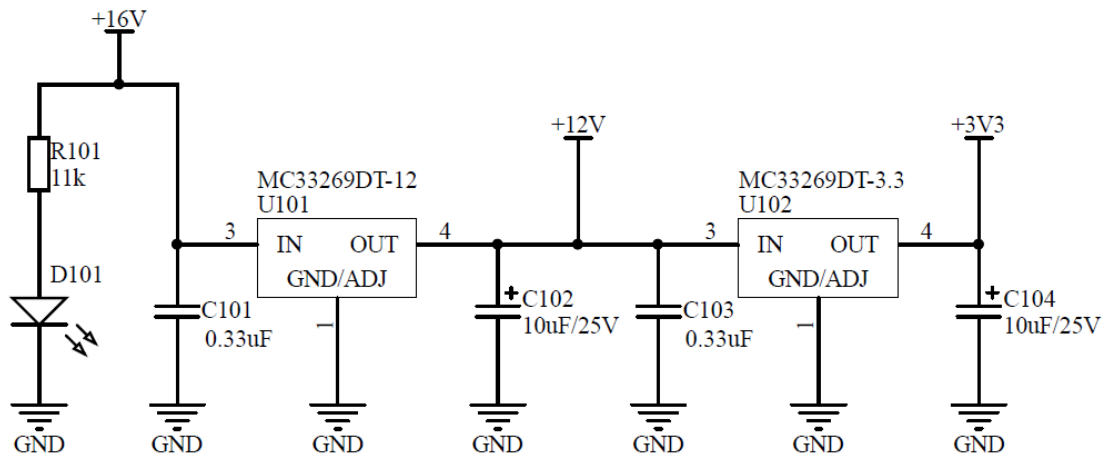 +16V
R101
11k
D101
GND
C101
0.33uF
GND
MC33269DT-12
U101
3
IN
OUT
4
GND/ADJ
1
GND
+
C102
10uF/25V
GND
+12V
C103
0.33uF
GND
MC33269DT-3.3
U102
3
IN
OUT
4
GND/ADJ
1
GND
+3V3
+
C104
10uF/25V
GND